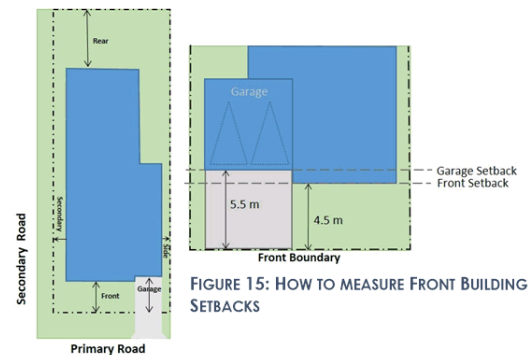 Rear
Secondary
Side
Front
Garage
Secondary Road
Primary Road
Garage
Garage Setback
Front Setback
5.5 m
4.5 m
Front Boundary
FIGURE 15: HOW TO MEASURE FRONT BUILDING
SETBACKS